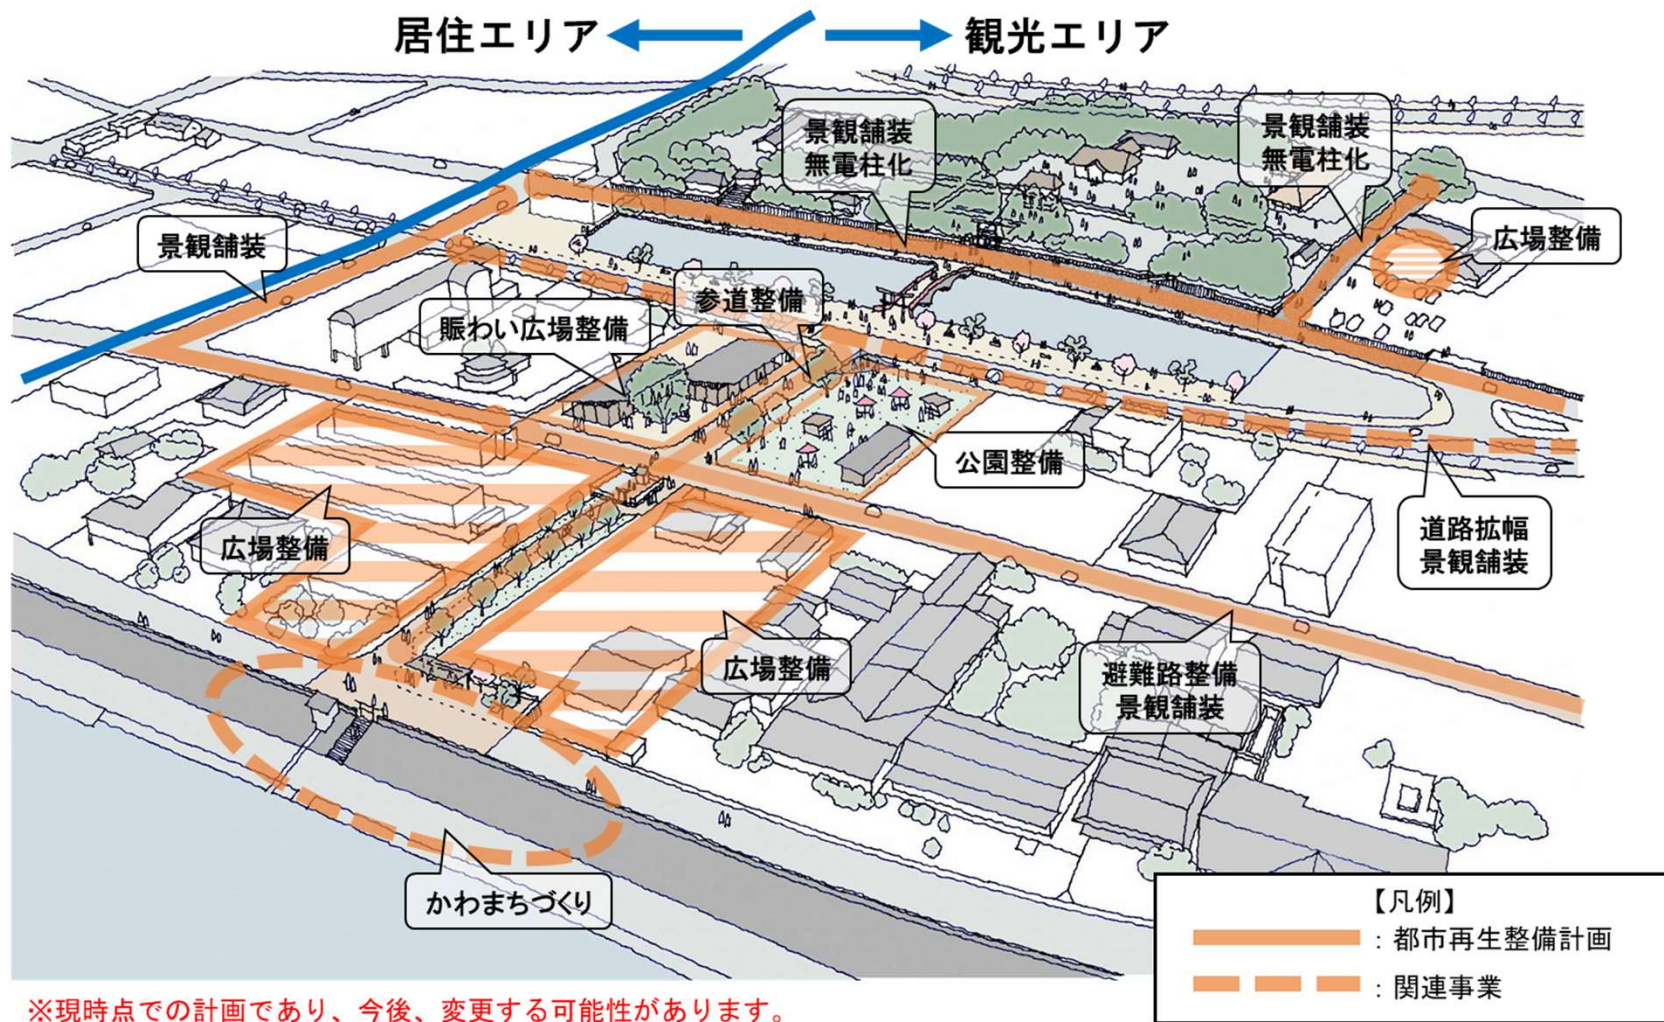 居住エリア
観光エリア
景観舗装
無電柱化
景観舗装
無電柱化
広場整備
景観舗装
参道整備
賑わい広場整備
公園整備
道路拡幅
景観舗装
広場整備
広場整備
避難路整備
景観舗装
かわまちづくり
【凡例】
：都市再生整備計画
：関連事業
※現時点での計画であり、今後、変更する可能性があります。